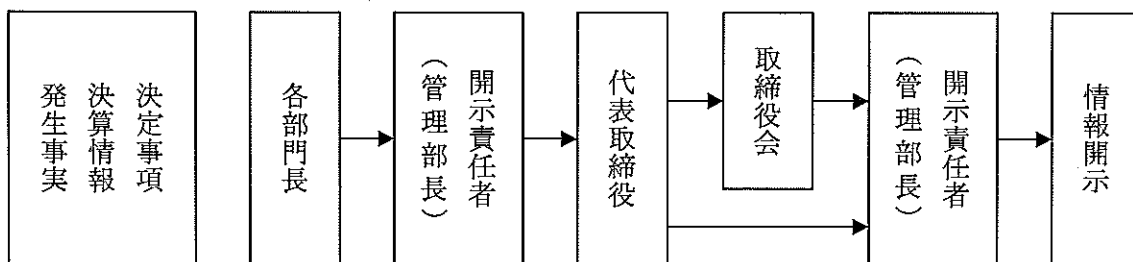 決定事項
決算情報
発生事実
各部門長
開示責任者
（管理部長）
代表取締役
取締役会
開示責任者
（管理部長）
情報開示